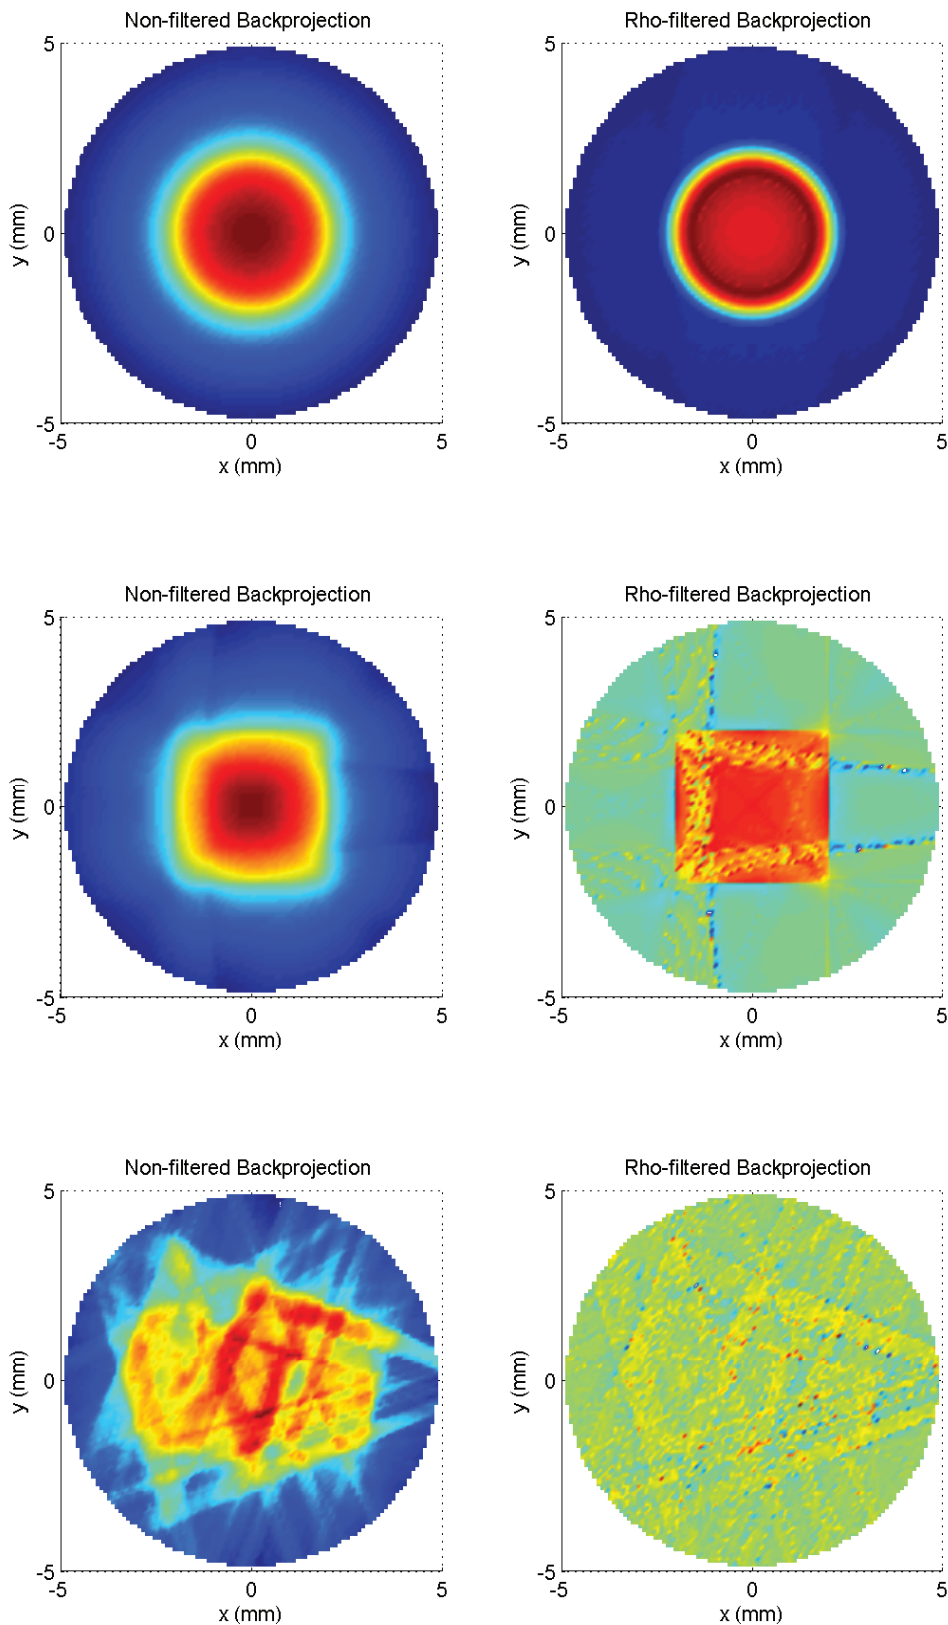 Non-filtered Backprojection
5
0
-5
y (mm)
-5 0 5
x (mm)
Rho-filtered Backprojection
5
0
-5
y (mm)
-5 0 5
x (mm)
Non-filtered Backprojection
5
0
-5
y (mm)
-5 0 5
x (mm)
Rho-filtered Backprojection
5
0
-5
y (mm)
-5 0 5
x (mm)
Non-filtered Backprojection
5
0
-5
y (mm)
-5 0 5
x (mm)
Rho-filtered Backprojection
5
0
-5
y (mm)
-5 0 5
x (mm)